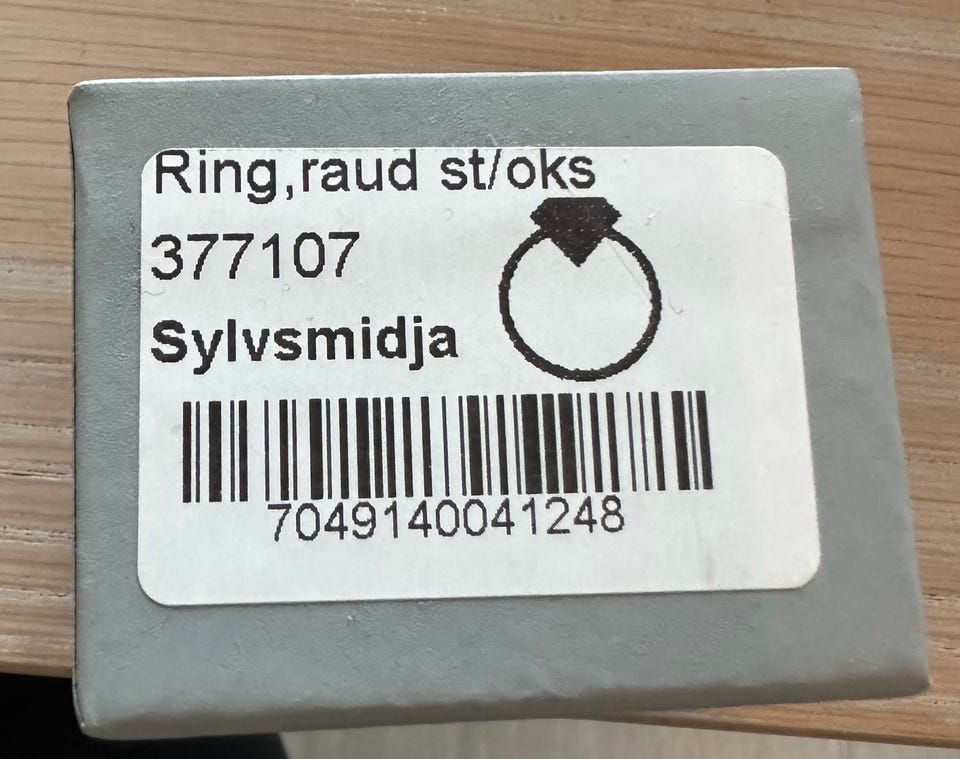 Ring,raud st/oks
377107
Sylvsmidja
7049140041248